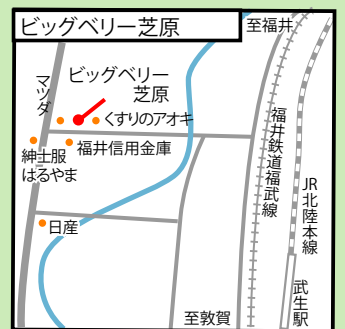 ビッグベリー芝原
至福井
マツダ
ビッグベリー
芝原
くすりのアオキ
福井信用金庫
紳士服
はるやま
福井鉄道福武線
JR北陸本線
日産
武生駅
至敦賀